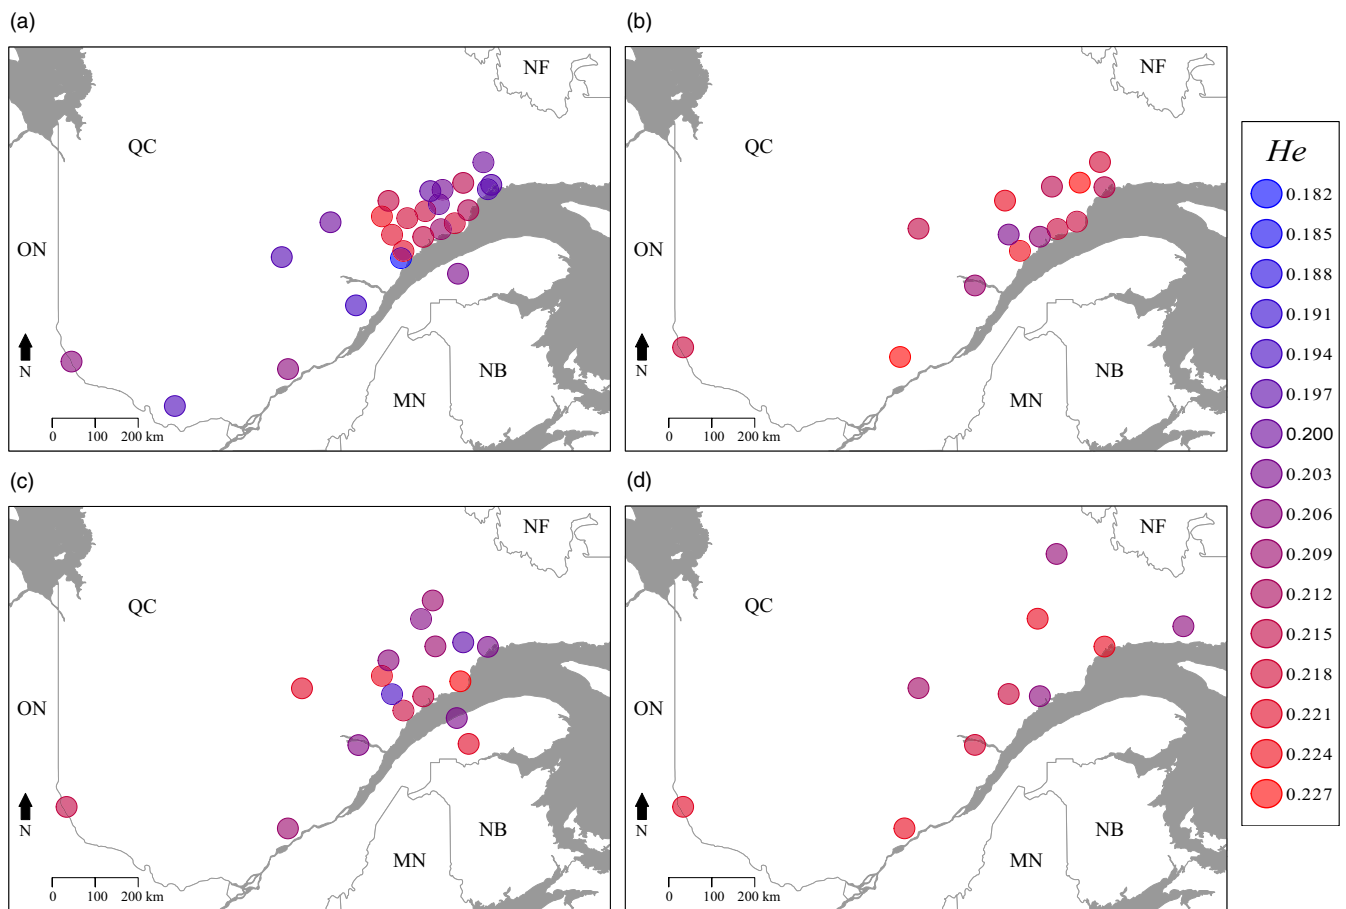 (a)
NF
QC
ON
N
NB
MN
0 100 200 km
(b)
NF
QC
ON
N
NB
MN
0 100 200 km
(c)
NF
QC
ON
N
NB
MN
0 100 200 km
(d)
NF
QC
ON
N
NB
MN
0 100 200 km
He
0.182
0.185
0.188
0.191
0.194
0.197
0.200
0.203
0.206
0.209
0.212
0.215
0.218
0.221
0.224
0.227